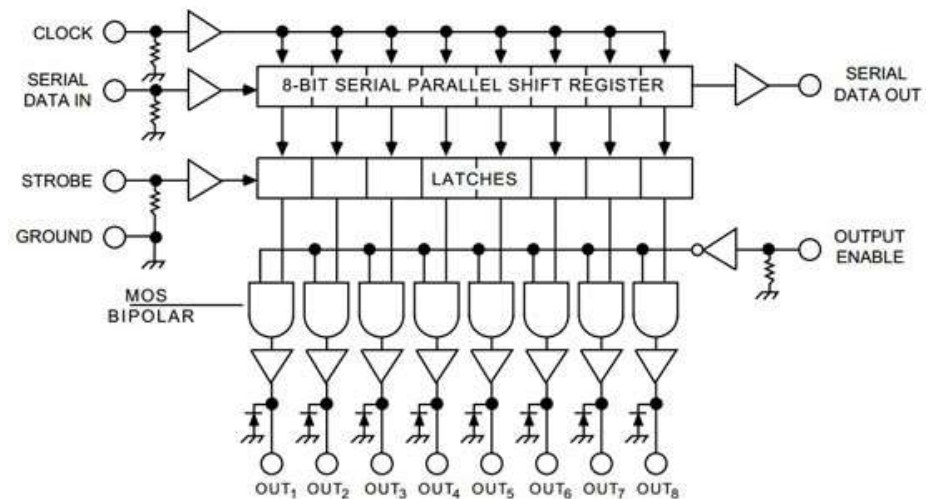 CLOCK
SERIAL
DATA IN
8-BIT SERIAL PARALLEL SHIFT REGISTER
SERIAL
DATA OUT
STROBE
LATCHES
GROUND
OUTPUT
ENABLE
MOS
BIPOLAR
OUT1 OUT2 OUT3 OUT4 OUT5 OUT6 OUT7 OUT8